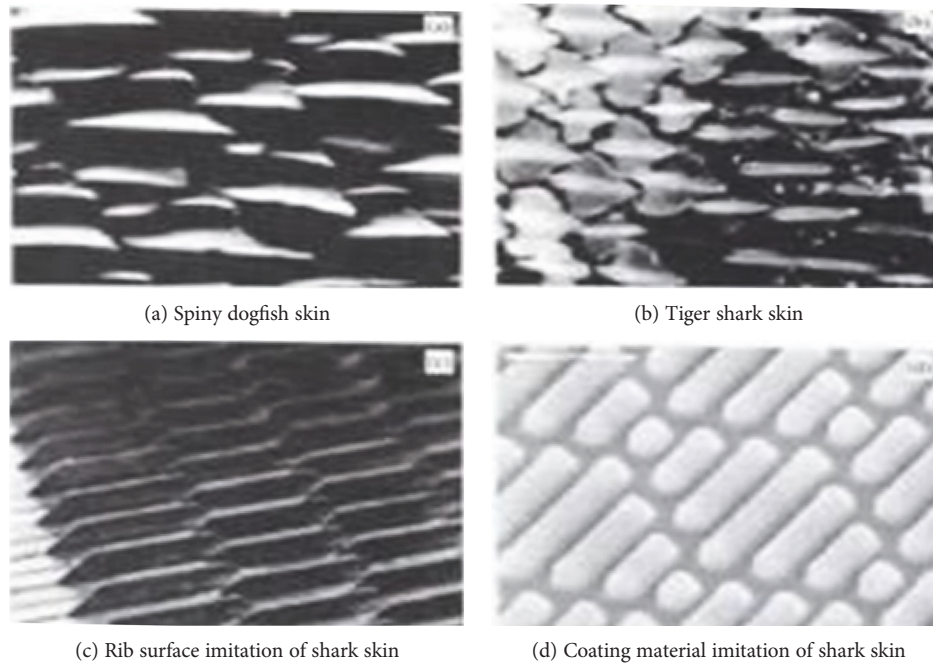 (a) Spiny dogfish skin
(b) Tiger shark skin
(c) Rib surface imitation of shark skin
(d) Coating material imitation of shark skin